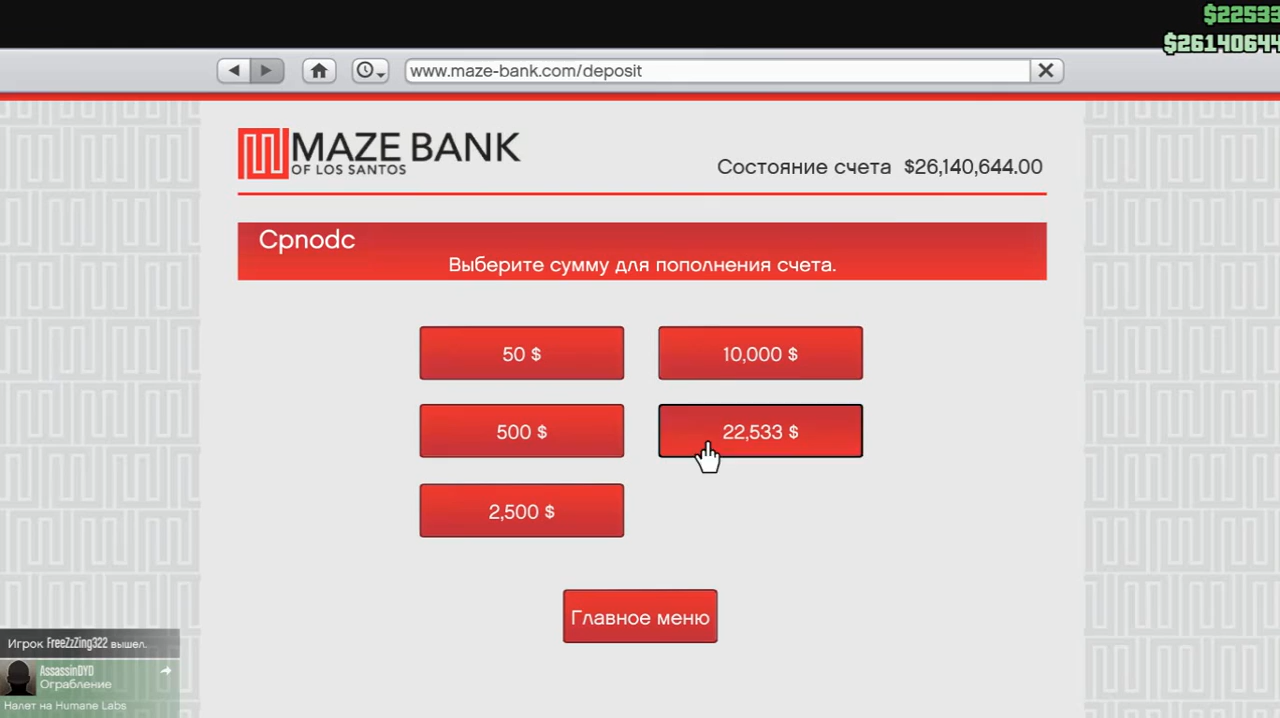 $22533
$26140644
www.maze-bank.com/deposit
MAZE BANK
OF LOS SANTOS
Состояние счета $26,140,644.00
Cpnodc
Выберите сумму для пополнения счета.
50 $
10,000 $
500 $
22,533 $
2,500 $
Главное меню
Игрок FreeZzZing322 вышел.
AssassinDYD
Ограбление
Налет на Humane Labs